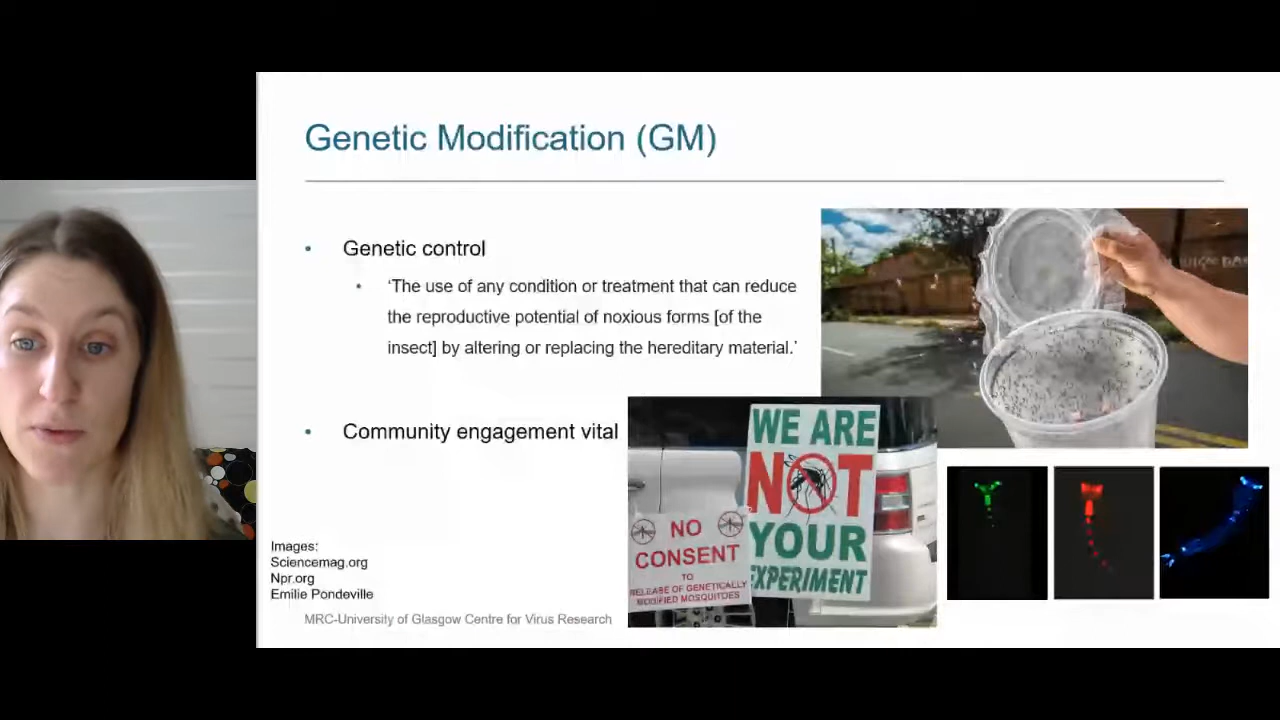 Genetic Modification (GM)
• Genetic control
• ‘The use of any condition or treatment that can reduce
the reproductive potential of noxious forms [of the
insect] by altering or replacing the hereditary material.’
• Community engagement vital
WE ARE
NOT
YOUR
EXPERIMENT
NO
CONSENT
TO
RELEASE OF GENETICALLY
MODIFIED MOSQUITOES
Images:
Sciencemag.org
Npr.org
Emilie Pondeville
MRC-University of Glasgow Centre for Virus Research